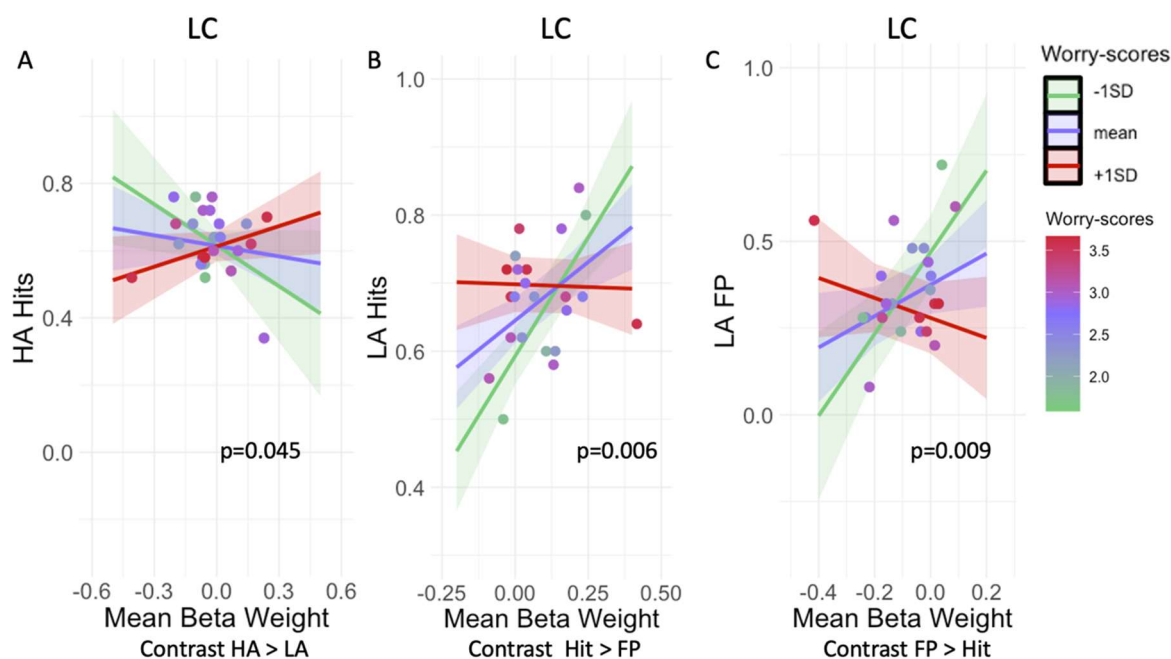 LC
A
HA Hits
0.8
0.4
0.0
p=0.045
-0.6
-0.3
0.0
0.3
0.6
Mean Beta Weight
Contrast HA > LA
LC
B
LA Hits
1.0
0.8
0.6
0.4
p=0.006
-0.25
0.00
0.25
0.50
Mean Beta Weight
Contrast Hit > FP
LC
C
LA FP
1.0
0.5
0.0
p=0.009
-0.4
-0.2
0.0
0.2
Mean Beta Weight
Contrast FP > Hit
Worry-scores
-1SD
mean
+1SD
Worry-scores
3.5
3.0
2.5
2.0